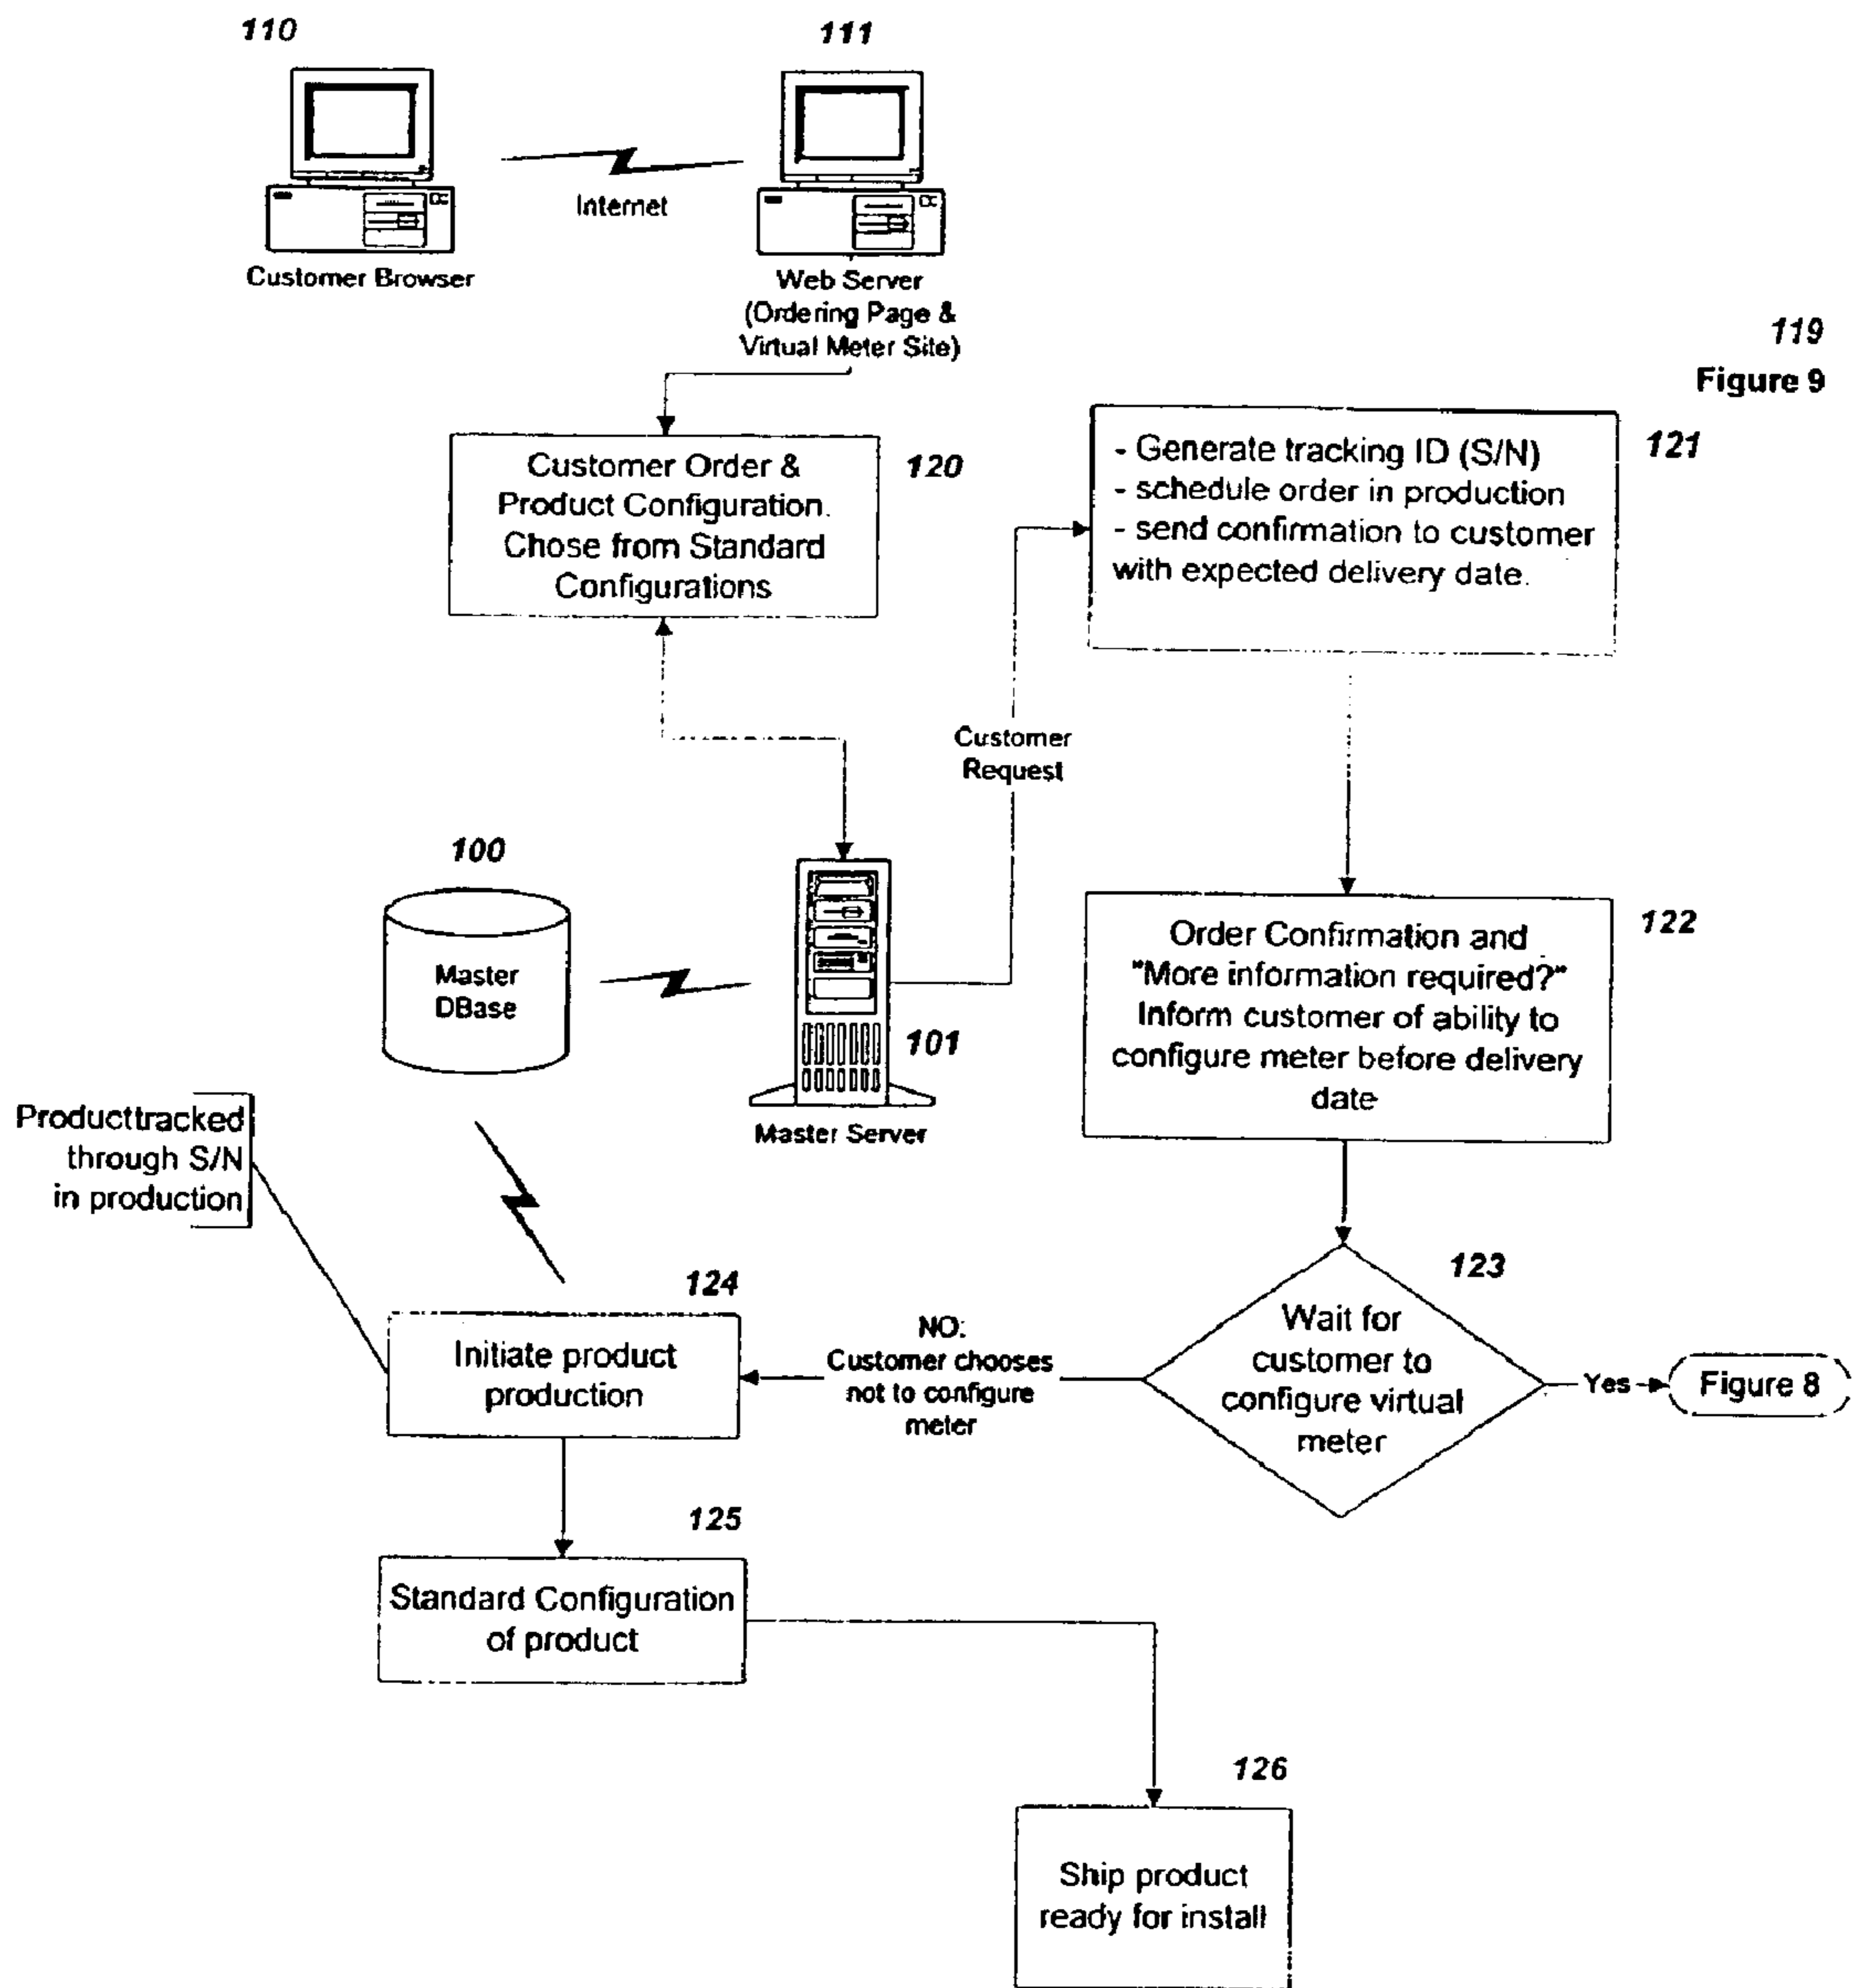 110
111
Internet
Customer Browser
Web Server
(Ordering Page &
Virtual Meter Site)
119
Figure 9
Customer Order &
Product Configuration.
Chose from Standard
Configurations
120
- Generate tracking ID (S/N)
- schedule order in production
- send confirmation to customer
with expected delivery date.
121
Customer
Request
100
Master
DBase
101
Master Server
Order Confirmation and
"More information required?"
Inform customer of ability to
configure meter before delivery
date
122
Producttracked
through S/N
in production
123
Wait for
customer to
configure virtual
meter
Yes
Figure 8
NO:
Customer chooses
not to configure
meter
124
Initiate product
production
125
Standard Configuration
of product
126
Ship product
ready for install